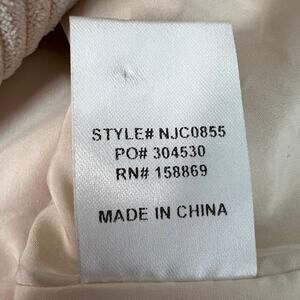 STYLE# NJC0855
PO# 304530
RN# 158869
MADE IN CHINA